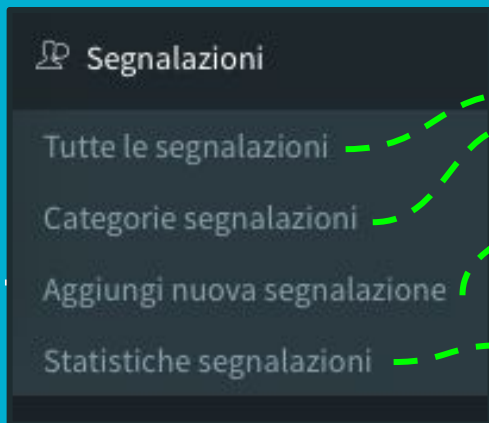 Segnalazioni
Tutte le segnalazioni
Categorie segnalazioni
Aggiungi nuova segnalazione
Statistiche segnalazioni